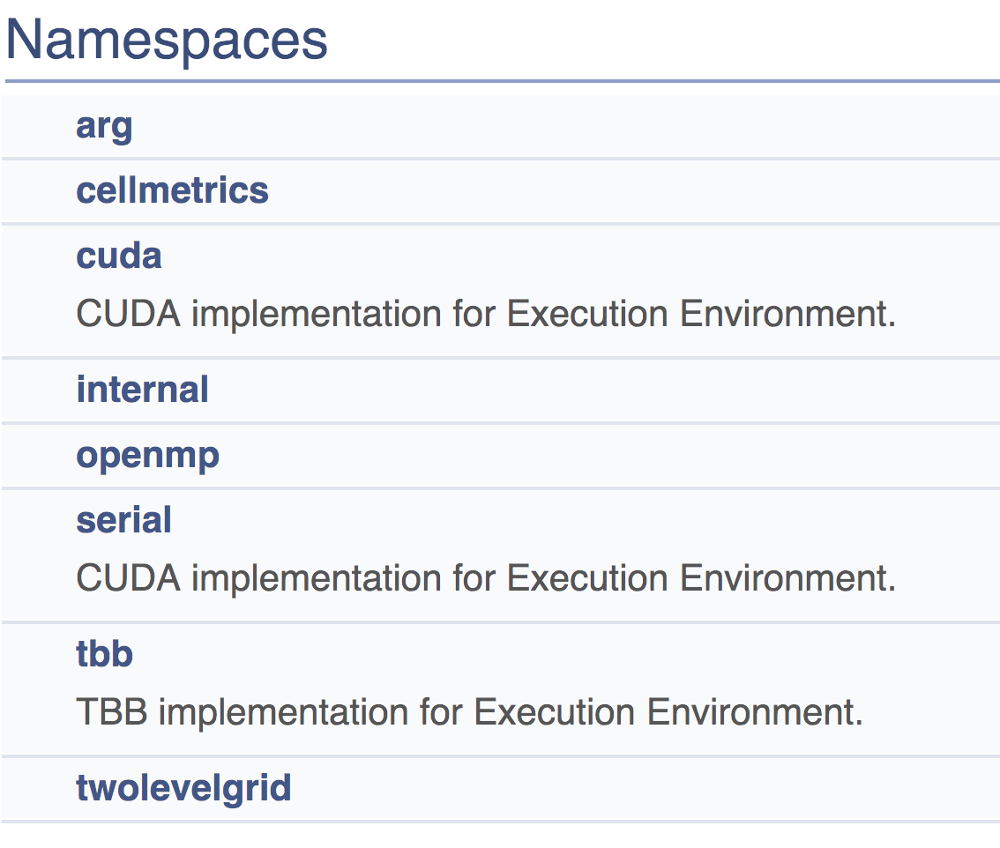 Namespaces
arg
cellmetrics
cuda
CUDA implementation for Execution Environment.
internal
openmp
serial
CUDA implementation for Execution Environment.
tbb
TBB implementation for Execution Environment.
twolevelgrid